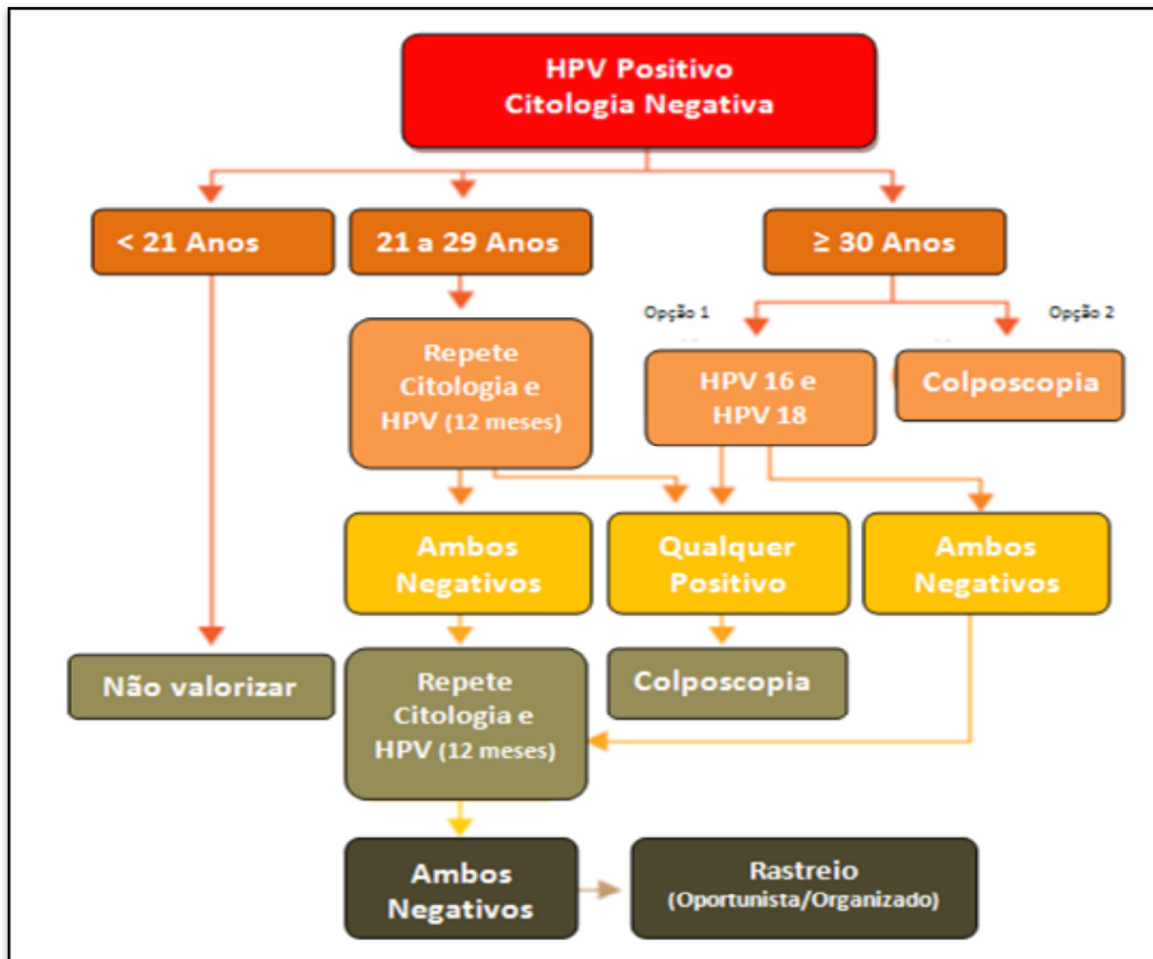 HPV Positivo
Citologia Negativa
< 21 Anos
21 a 29 Anos
≥ 30 Anos
Opção 1
Opção 2
Repete
Citologia e
HPV (12 meses)
HPV 16 e
HPV 18
Colposcopia
Ambos
Negativos
Qualquer
Positivo
Ambos
Negativos
Não valorizar
Repete
Citologia e
HPV (12 meses)
Colposcopia
Ambos
Negativos
Rastreio
(Oportunista/Organizado)